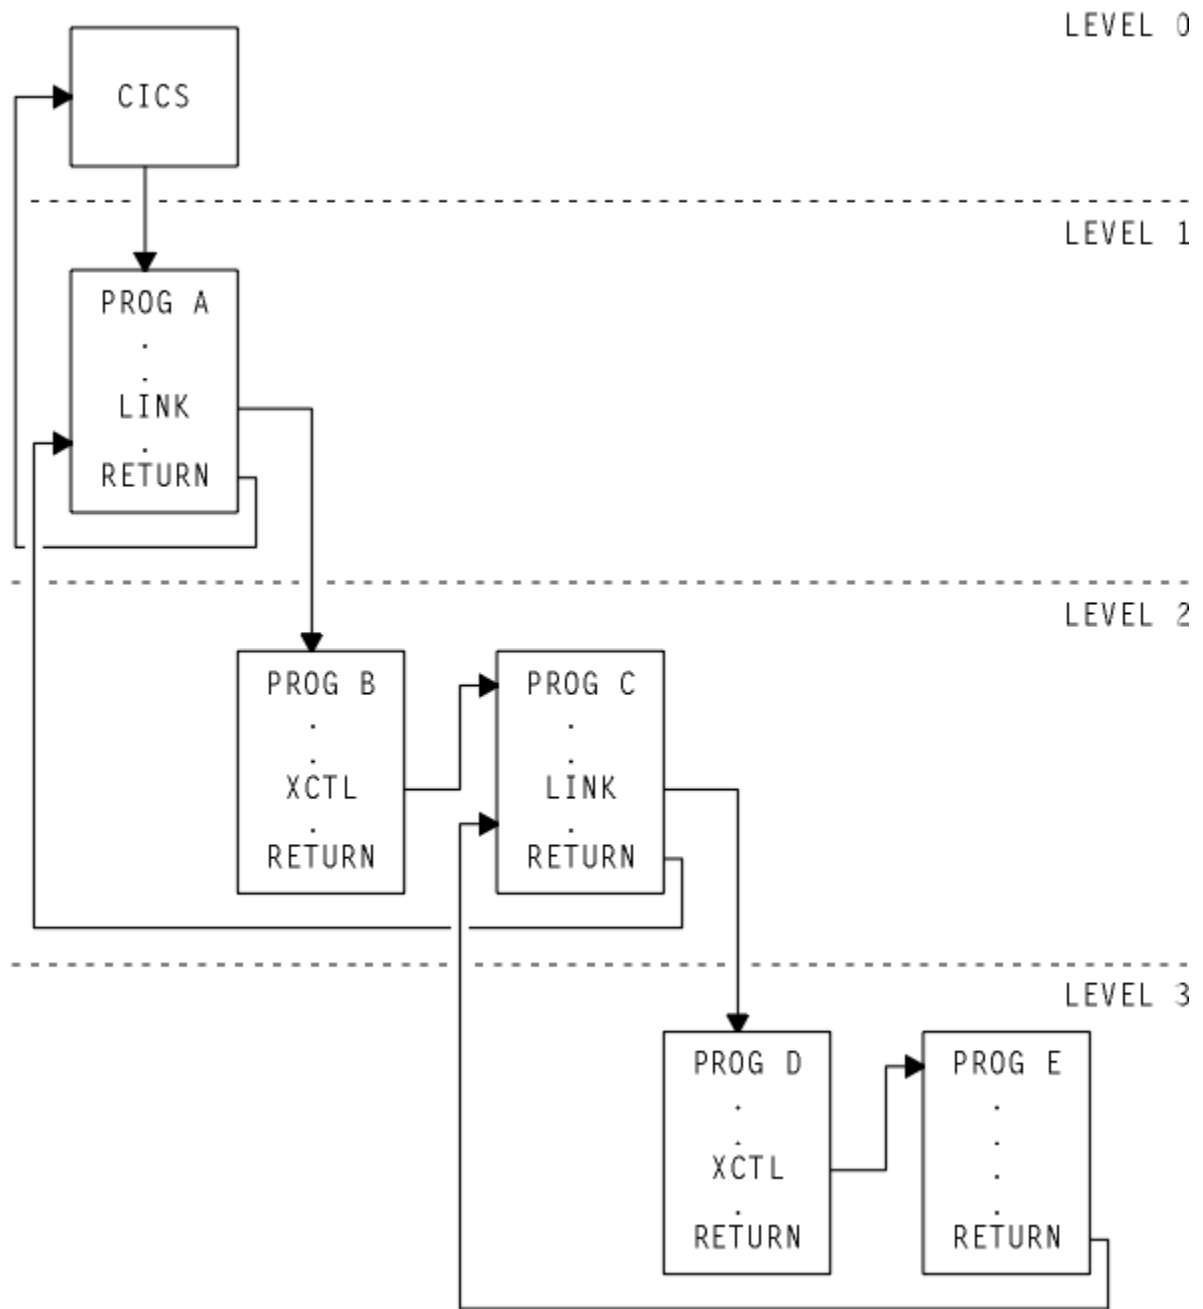 LEVEL 0
CICS
LEVEL 1
PROG A
.
.
LINK
.
RETURN
LEVEL 2
PROG B
.
.
XCTL
.
RETURN
PROG C
.
.
LINK
.
RETURN
LEVEL 3
PROG D
.
.
XCTL
.
RETURN
PROG E
.
.
.
.
RETURN